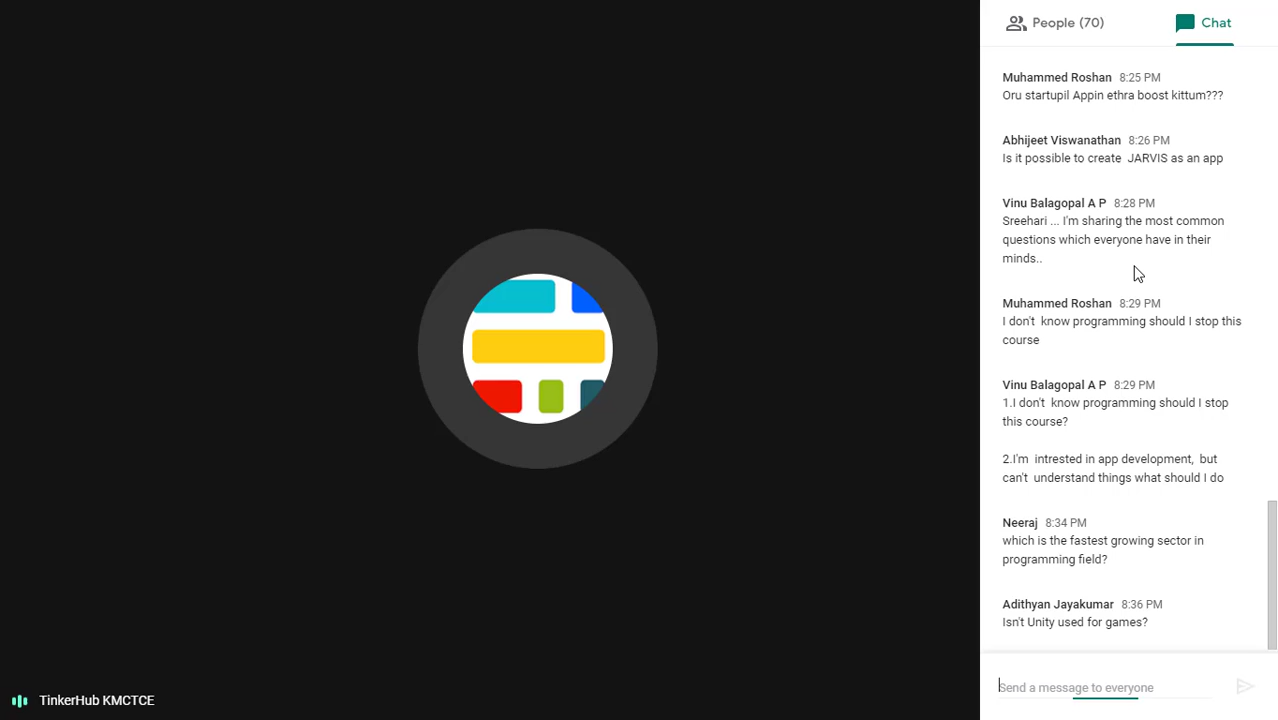 People (70)
Chat
Muhammed Roshan 8:25 PM
Oru startupil Appin ethra boost kittum???
Abhijeet Viswanathan 8:26 PM
Is it possible to create JARVIS as an app
Vinu Balagopal A P 8:28 PM
Sreehari ... I'm sharing the most common
questions which everyone have in their
minds..
Muhammed Roshan 8:29 PM
I don't know programming should I stop this
course
Vinu Balagopal A P 8:29 PM
1.I don't know programming should I stop
this course?
2.I'm intrested in app development, but
can't understand things what should I do
Neeraj 8:34 PM
which is the fastest growing sector in
programming field?
Adithyan Jayakumar 8:36 PM
Isn't Unity used for games?
Send a message to everyone
TinkerHub KMCTCE